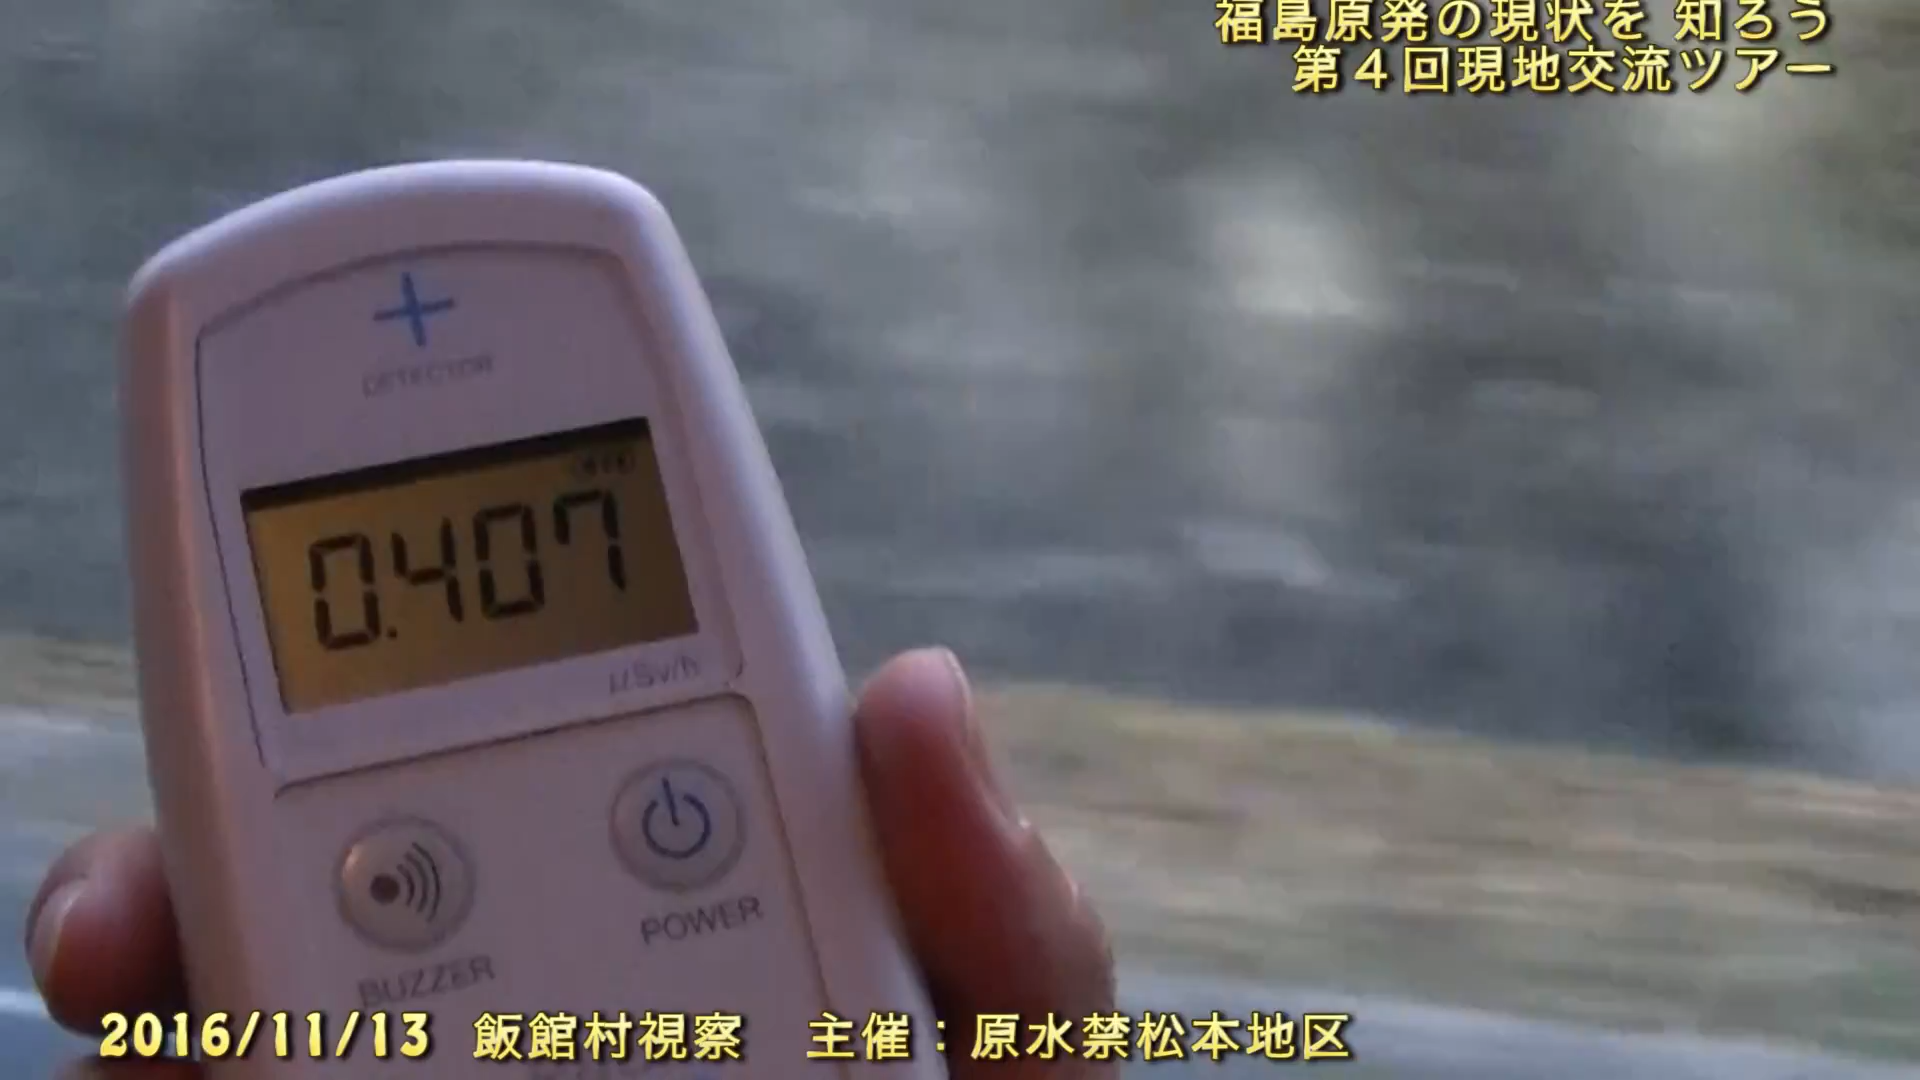 福島原発の現状を 知ろう
第４回現地交流ツアー
DETECTOR
0.407
μSv/h
POWER
BUZZER
2016/11/13 飯館村視察 主催：原水禁松本地区